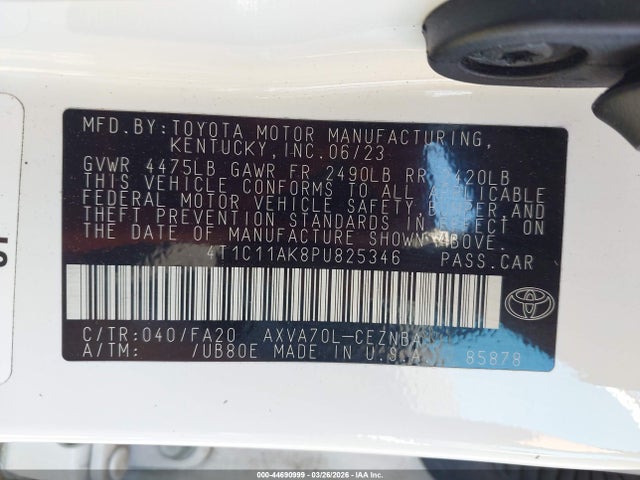 MFD.BY:TOYOTA MOTOR MANUFACTURING,
KENTUCKY,INC.06/23
GVWR 4475LB GAWR FR 2490LB RR 420LB
THIS VEHICLE CONFORMS TO ALL APPLICABLE
FEDERAL MOTOR VEHICLE SAFETY, BUMPER,AND
THEFT PREVENTION STANDARDS IN EFFECT ON
THE DATE OF MANUFACTURE SHOWN ABOVE.
4T1C11AK8PU825346 PASS.CAR
C/TR:040/FA20 AXVA70L-CEZNBA
A/TM: /UB80E MADE IN U.S.A. 85878
000-44690999 - 03/26/2026 - IAAI.COM